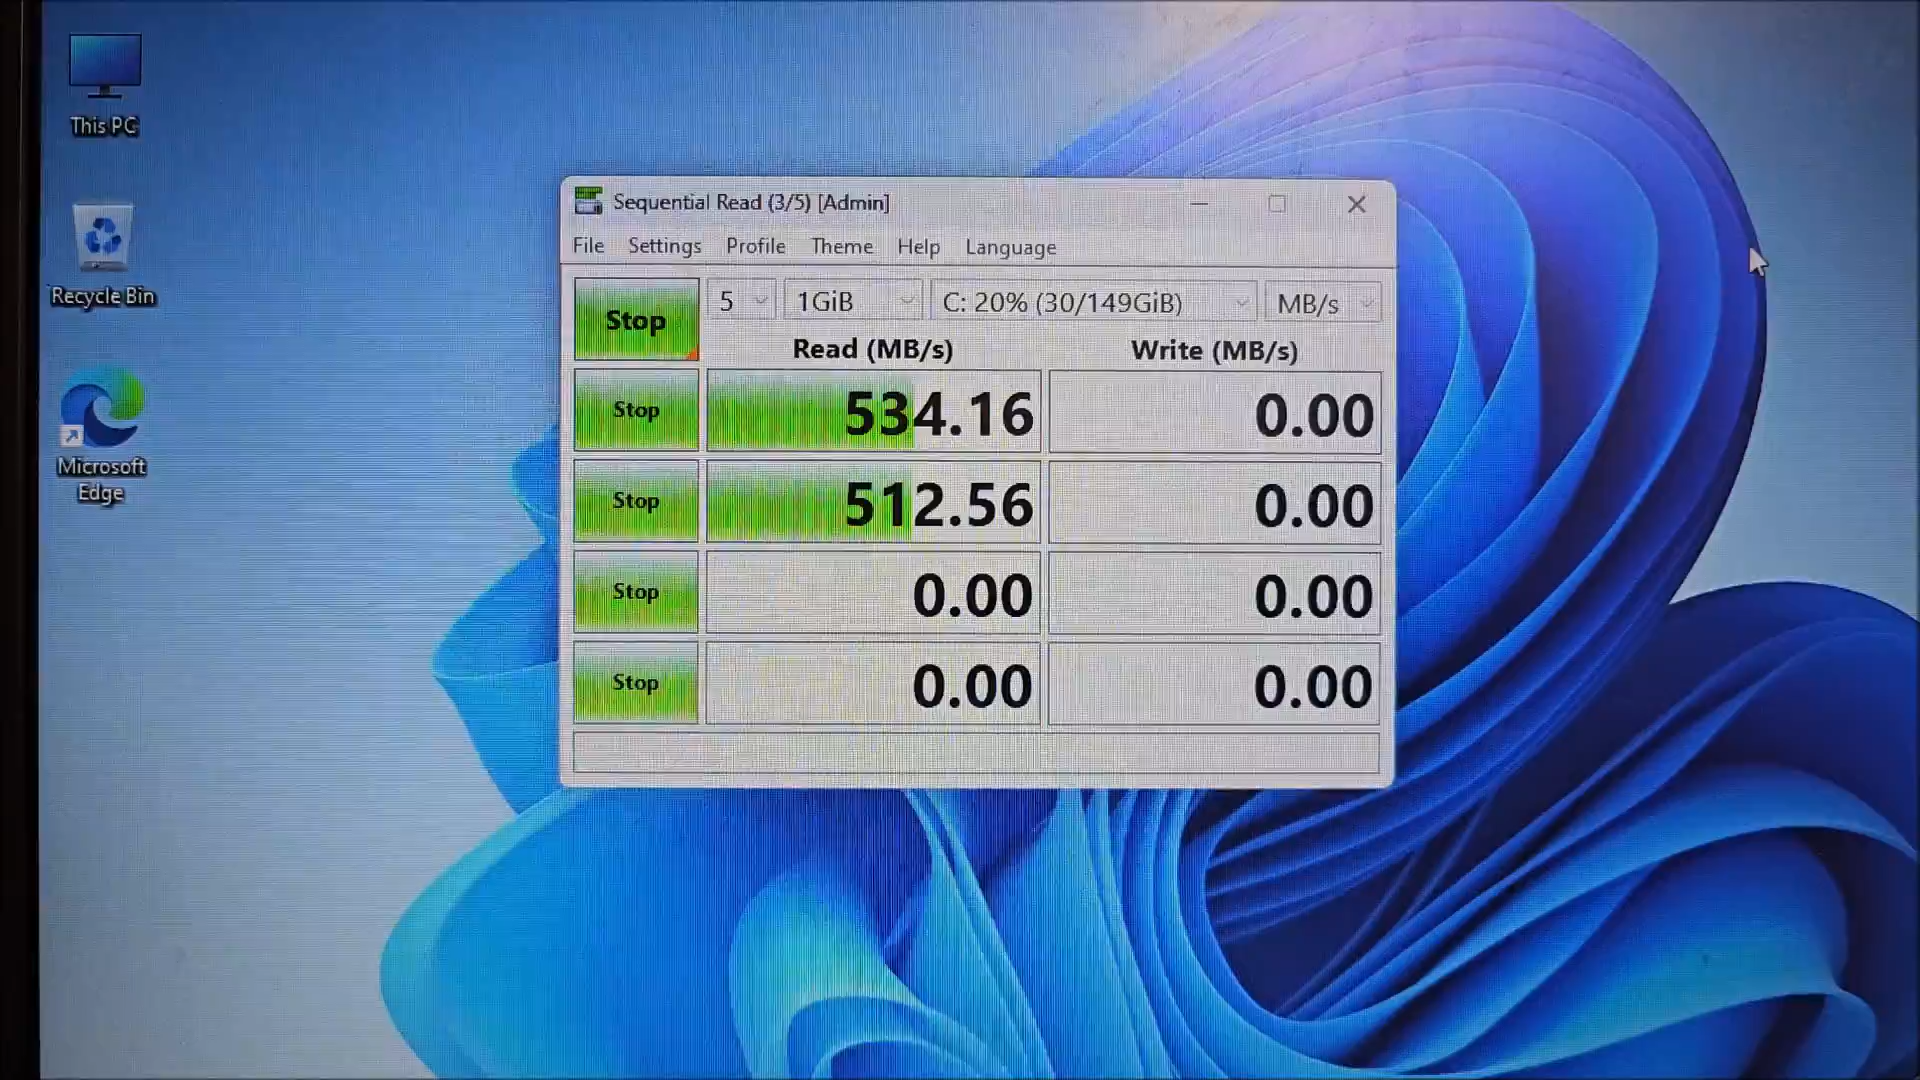 This PC
Recycle Bin
Microsoft
Edge
Sequential Read (3/5) [Admin]
File Settings Profile Theme Help Language
Stop 5 1GiB C: 20% (30/149GiB) MB/s
Read (MB/s) Write (MB/s)
Stop 534.16 0.00
Stop 512.56 0.00
Stop 0.00 0.00
Stop 0.00 0.00